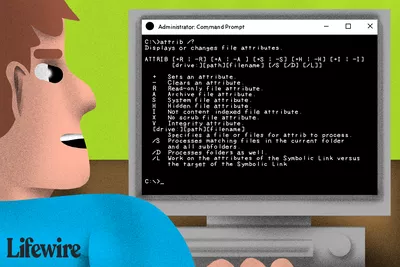 Administrator: Command Prompt
C:\>attrib /?
Displays or changes file attributes.
ATTRIB [+R | -R] [+A | -A ] [+S | -S] [+H | -H] [+I | -I]
[drive:][path][filename] [/S [/D] [/L]]
+ Sets an attribute.
- Clears an attribute.
R Read-only file attribute.
A Archive file attribute.
S System file attribute.
H Hidden file attribute.
I Not content indexed file attribute.
X No scrub file attribute.
V Integrity attribute.
[drive:][path][filename]
Specifies a file or files for attrib to process.
/S Processes matching files in the current folder
and all subfolders.
/D Processes folders as well.
/L Work on the attributes of the Symbolic Link versus
the target of the Symbolic Link
C:\>_
Lifewire